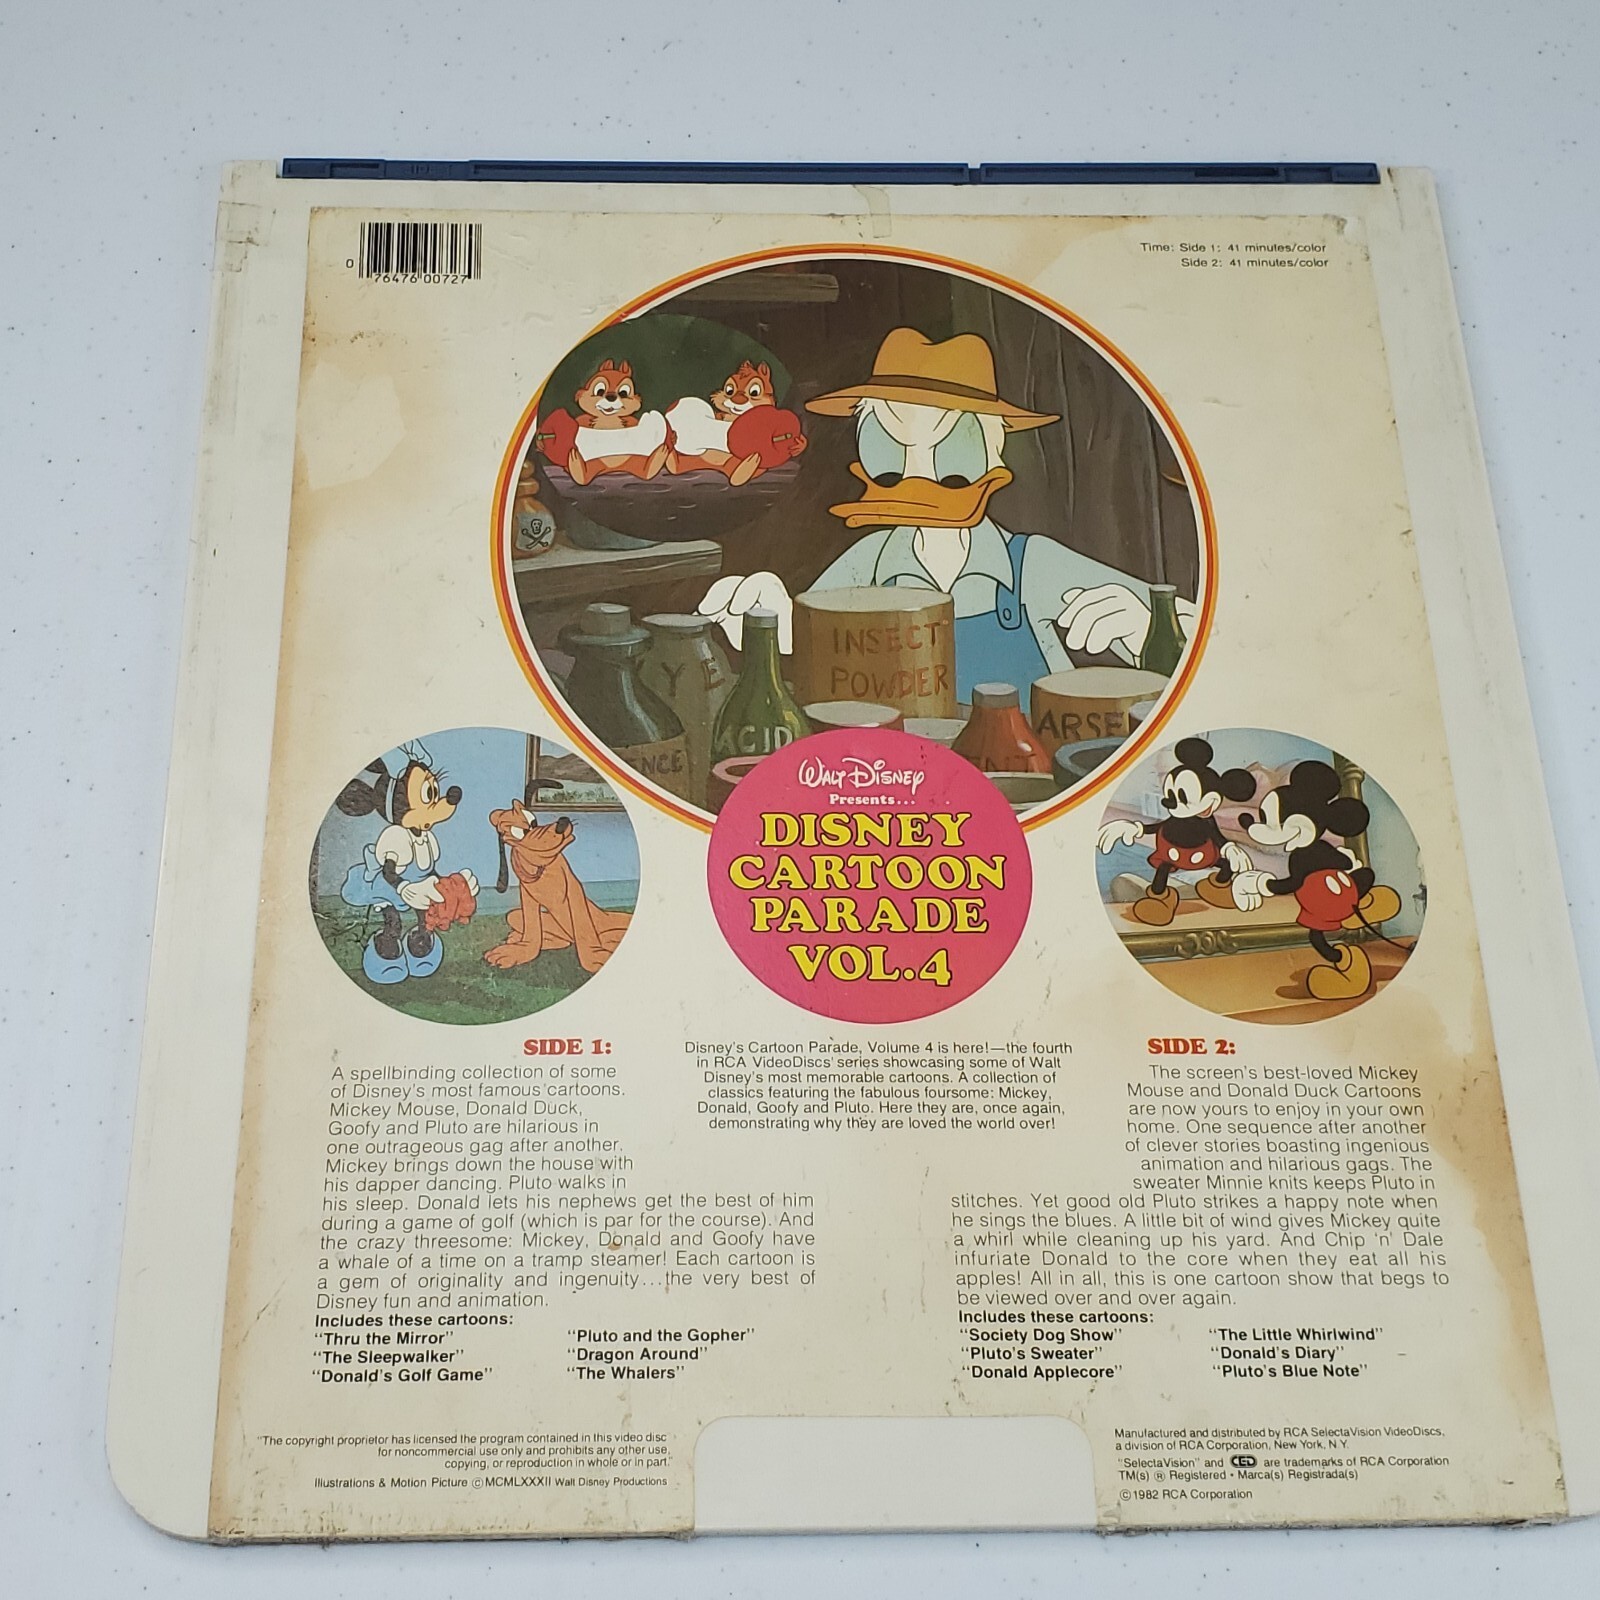 0
76476 00727
Time: Side 1: 41 minutes/color
Side 2: 41 minutes/color
INSECT
POWDER
YE
ACID
ENCE
ARSE
ENT
WALT DISNEY
Presents...
DISNEY
CARTOON
PARADE
VOL.4
SIDE 1:
A spellbinding collection of some
of Disney's most famous cartoons.
Mickey Mouse, Donald Duck,
Goofy and Pluto are hilarious in
one outrageous gag after another.
Mickey brings down the house with
his dapper dancing. Pluto walks in
his sleep. Donald lets his nephews get the best of him
during a game of golf (which is par for the course). And
the crazy threesome: Mickey, Donald and Goofy have
a whale of a time on a tramp steamer! Each cartoon is
a gem of originality and ingenuity...the very best of
Disney fun and animation.
Includes these cartoons:
"Thru the Mirror"
"The Sleepwalker"
"Donald's Golf Game"
"Pluto and the Gopher"
"Dragon Around"
"The Whalers"
Disney's Cartoon Parade, Volume 4 is here!—the fourth
in RCA VideoDiscs' series showcasing some of Walt
Disney's most memorable cartoons. A collection of
classics featuring the fabulous foursome: Mickey,
Donald, Goofy and Pluto. Here they are, once again,
demonstrating why they are loved the world over!
SIDE 2:
The screen's best-loved Mickey
Mouse and Donald Duck Cartoons
are now yours to enjoy in your own
home. One sequence after another
of clever stories boasting ingenious
animation and hilarious gags. The
sweater Minnie knits keeps Pluto in
stitches. Yet good old Pluto strikes a happy note when
he sings the blues. A little bit of wind gives Mickey quite
a whirl while cleaning up his yard. And Chip 'n' Dale
infuriate Donald to the core when they eat all his
apples! All in all, this is one cartoon show that begs to
be viewed over and over again.
Includes these cartoons:
"Society Dog Show"
"Pluto's Sweater"
"Donald Applecore"
"The Little Whirlwind"
"Donald's Diary"
"Pluto's Blue Note"
"The copyright proprietor has licensed the program contained in this video disc
for noncommercial use only and prohibits any other use,
copying, or reproduction in whole or in part."
Illustrations & Motion Picture ©MCMLXXXII Walt Disney Productions
Manufactured and distributed by RCA SelectaVision VideoDiscs,
a division of RCA Corporation, New York, N.Y.
"SelectaVision" and CED are trademarks of RCA Corporation
TM(s) ® Registered • Marca(s) Registrada(s)
©1982 RCA Corporation